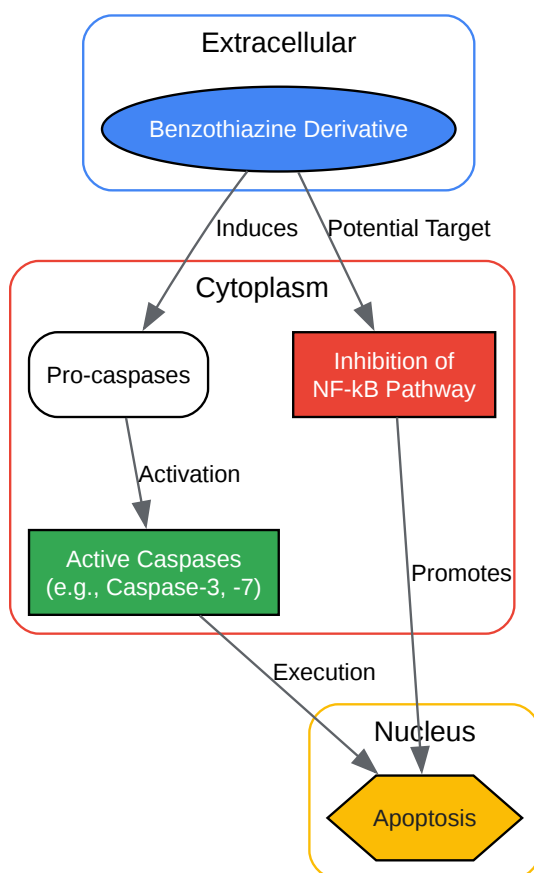 Extracellular
Benzothiazine Derivative
Induces
Potential Target
Cytoplasm
Pro-caspases
Inhibition of
NF-kB Pathway
Activation
Active Caspases
(e.g., Caspase-3, -7)
Promotes
Execution
Nucleus
Apoptosis